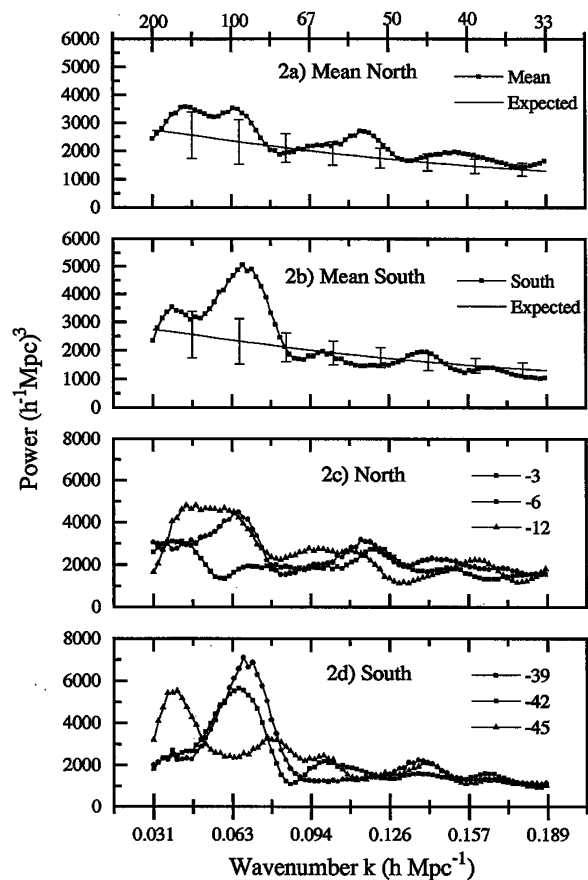 200 100 67 50 40 33
6000
5000
4000
3000
2000
1000
0
2a) Mean North
Mean
Expected
6000
5000
4000
3000
2000
1000
0
2b) Mean South
South
Expected
Power (h⁻¹Mpc)³
8000
6000
4000
2000
0
2c) North
-3
-6
-12
8000
6000
4000
2000
0
2d) South
-39
-42
-45
0.031 0.063 0.094 0.126 0.157 0.189
Wavenumber k (h Mpc⁻¹)